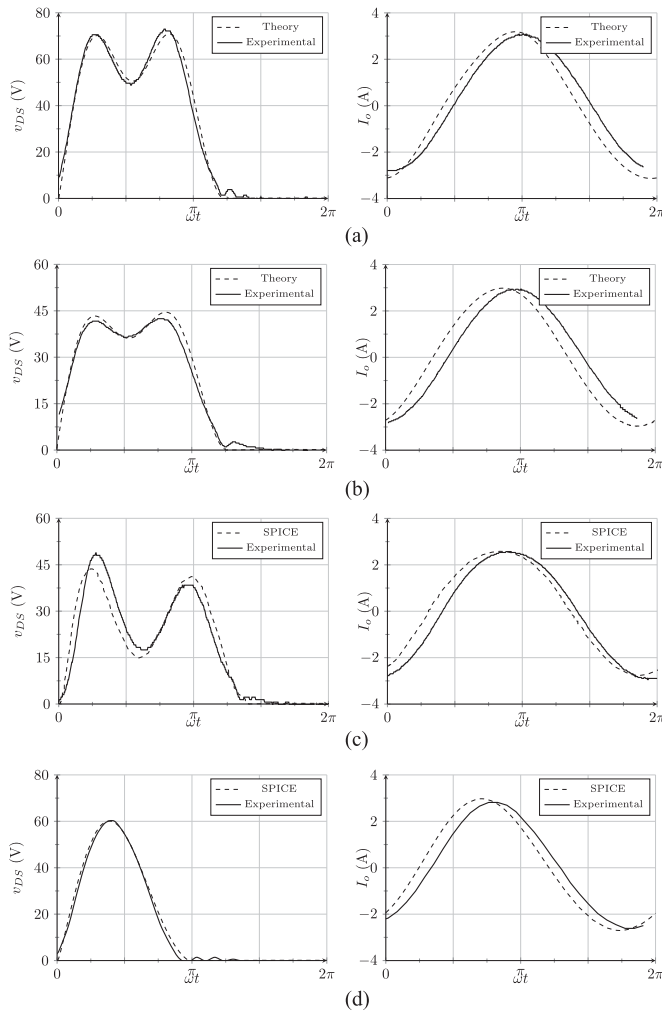 80
60
40
20
0
v_DS (V)
0
π
2π
ωt
Theory
Experimental
4
2
0
−2
−4
I_o (A)
0
π
2π
ωt
Theory
Experimental
(a)
60
45
30
15
0
v_DS (V)
0
π
2π
ωt
Theory
Experimental
4
2
0
−2
−4
I_o (A)
0
π
2π
ωt
Theory
Experimental
(b)
60
45
30
15
0
v_DS (V)
0
π
2π
ωt
SPICE
Experimental
4
2
0
−2
−4
I_o (A)
0
π
2π
ωt
SPICE
Experimental
(c)
80
60
40
20
0
v_DS (V)
0
π
2π
ωt
SPICE
Experimental
4
2
0
−2
−4
I_o (A)
0
π
2π
ωt
SPICE
Experimental
(d)